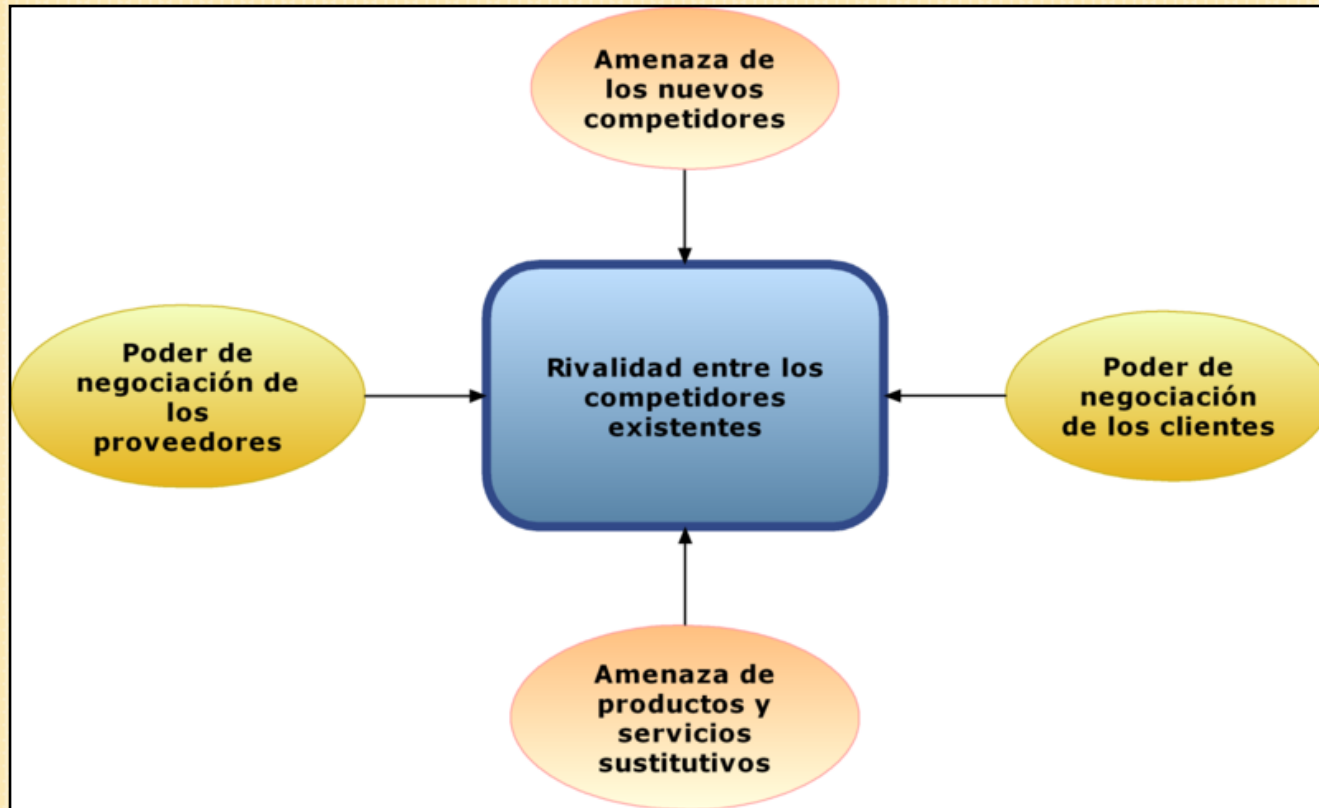 Amenaza de
los nuevos
competidores
Poder de
negociación de
los
proveedores
Rivalidad entre los
competidores
existentes
Poder de
negociación
de los clientes
Amenaza de
productos y
servicios
sustitutivos